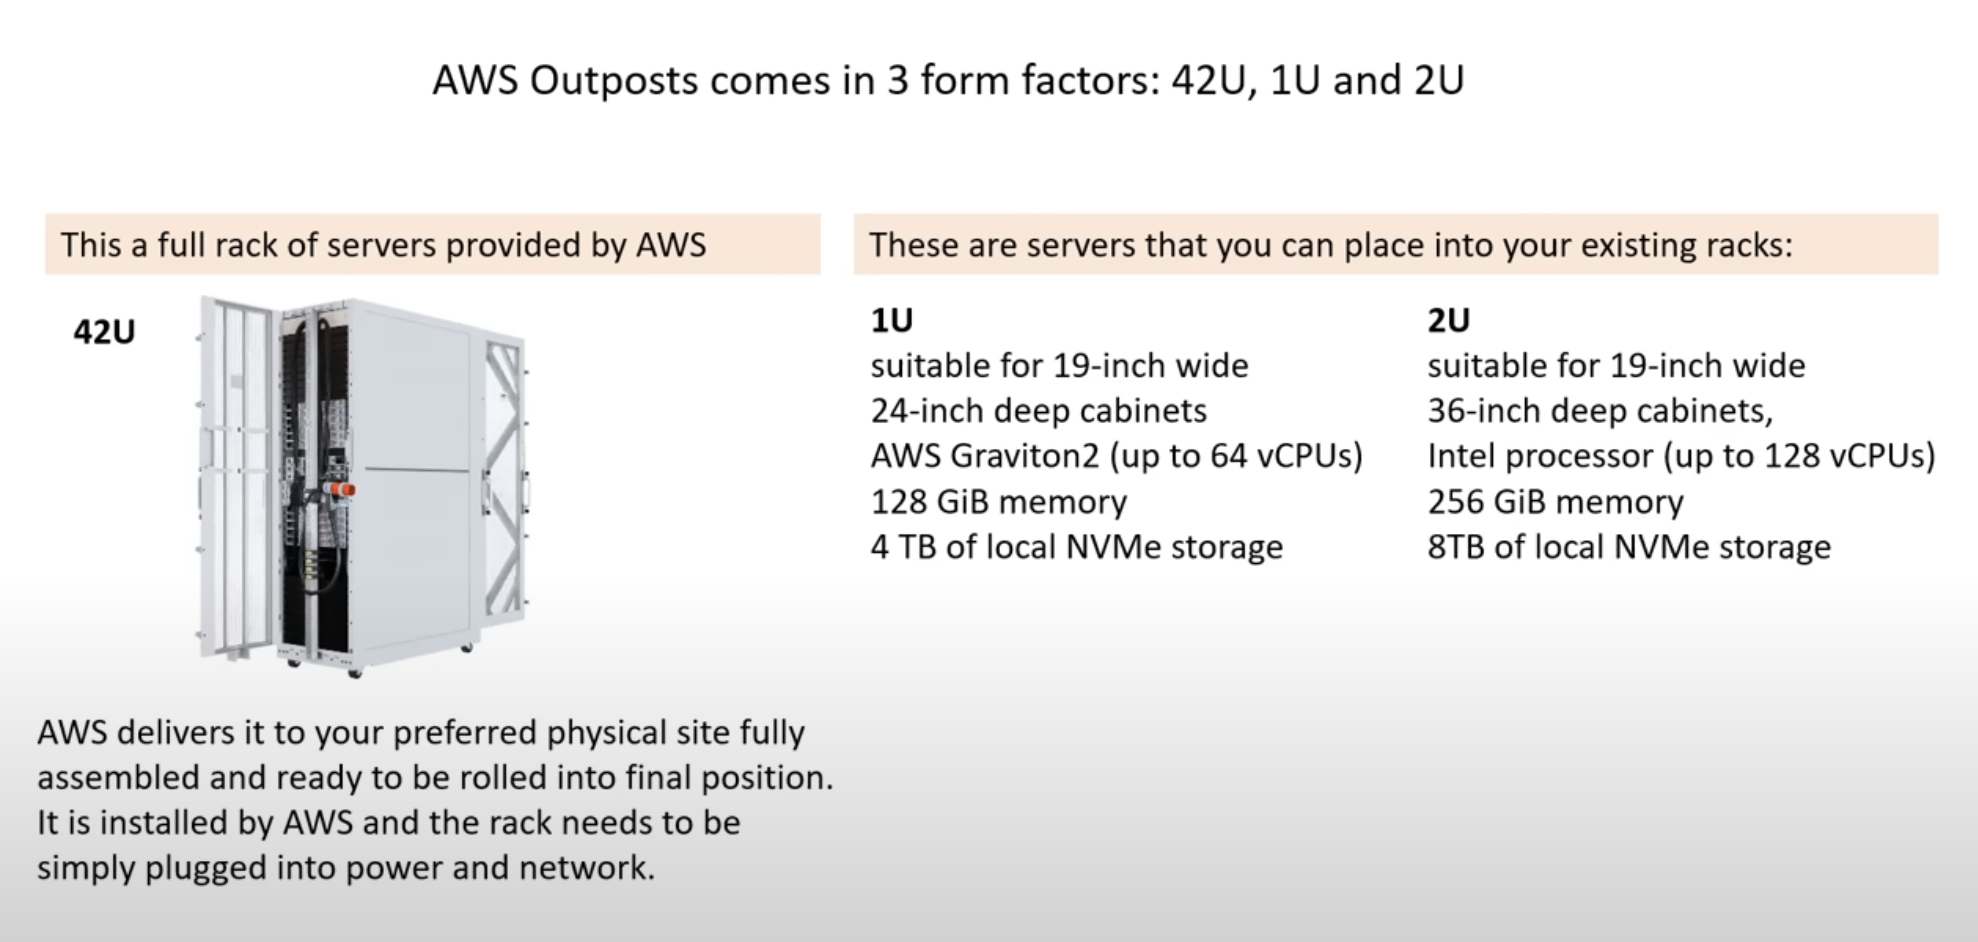 AWS Outposts comes in 3 form factors: 42U, 1U and 2U
This a full rack of servers provided by AWS
42U
AWS delivers it to your preferred physical site fully
assembled and ready to be rolled into final position.
It is installed by AWS and the rack needs to be
simply plugged into power and network.
These are servers that you can place into your existing racks:
1U
suitable for 19-inch wide
24-inch deep cabinets
AWS Graviton2 (up to 64 vCPUs)
128 GiB memory
4 TB of local NVMe storage
2U
suitable for 19-inch wide
36-inch deep cabinets,
Intel processor (up to 128 vCPUs)
256 GiB memory
8TB of local NVMe storage